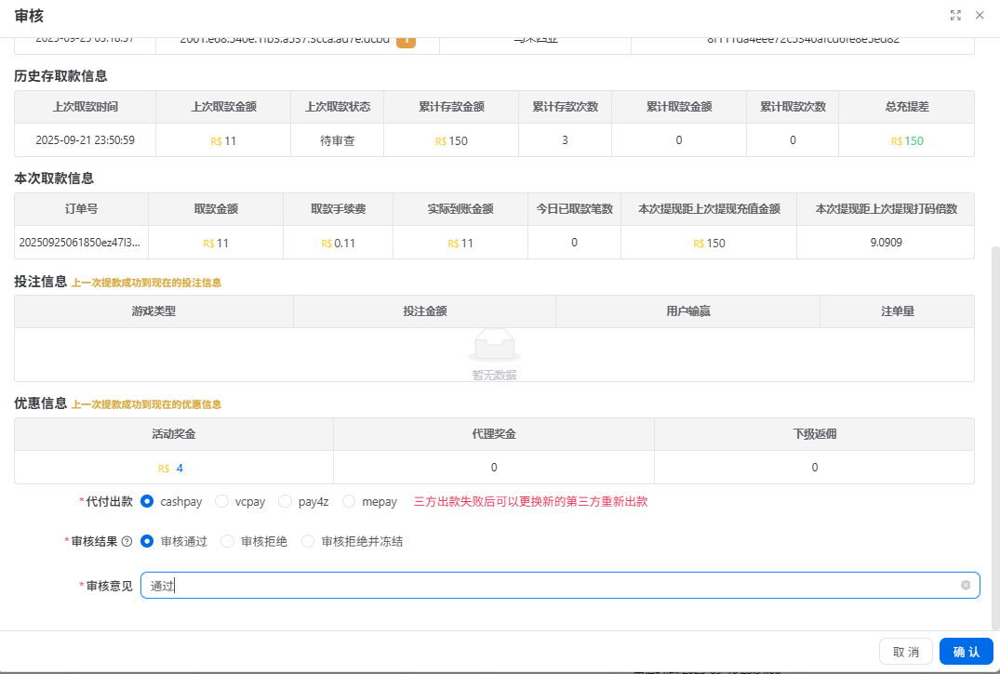 审核
历史存取款信息
上次取款时间 上次取款金额 上次取款状态 累计存款金额 累计存款次数 累计取款金额 累计取款次数 总充提差
2025-09-21 23:50:59 R$ 11 待审查 R$ 150 3 0 0 R$ 150
本次取款信息
订单号 取款金额 取款手续费 实际到账金额 今日已取款笔数 本次提现距上次提现充值金额 本次提现距上次提现打码倍数
20250925061850ez47l3... R$ 11 R$ 0.11 R$ 11 0 R$ 150 9.0909
投注信息 上一次提款成功到现在的投注信息
游戏类型 投注金额 用户输赢 注单量
暂无数据
优惠信息 上一次提款成功到现在的优惠信息
活动奖金 代理奖金 下级返佣
R$ 4 0 0
*代付出款 cashpay vcpay pay4z mepay 三方出款失败后可以更换新的第三方重新出款
*审核结果 ? 审核通过 审核拒绝 审核拒绝并冻结
*审核意见 通过
取 消 确 认